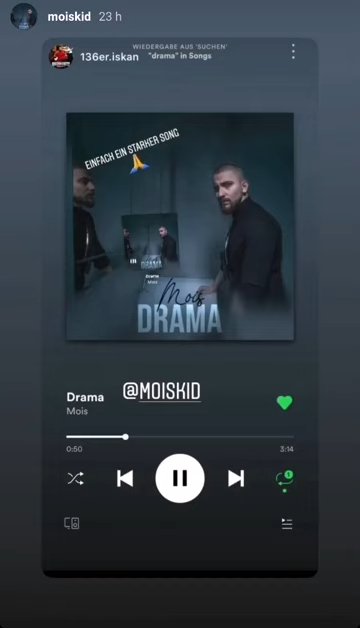 moiskid 23 h
WIEDERGABE AUS 'SUCHEN'
136er.iskan "drama" in Songs
EINFACH EIN STARKER SONG
🙏
Mois
DRAMA
@MOISKID
Drama
Mois
0:50 3:14
1